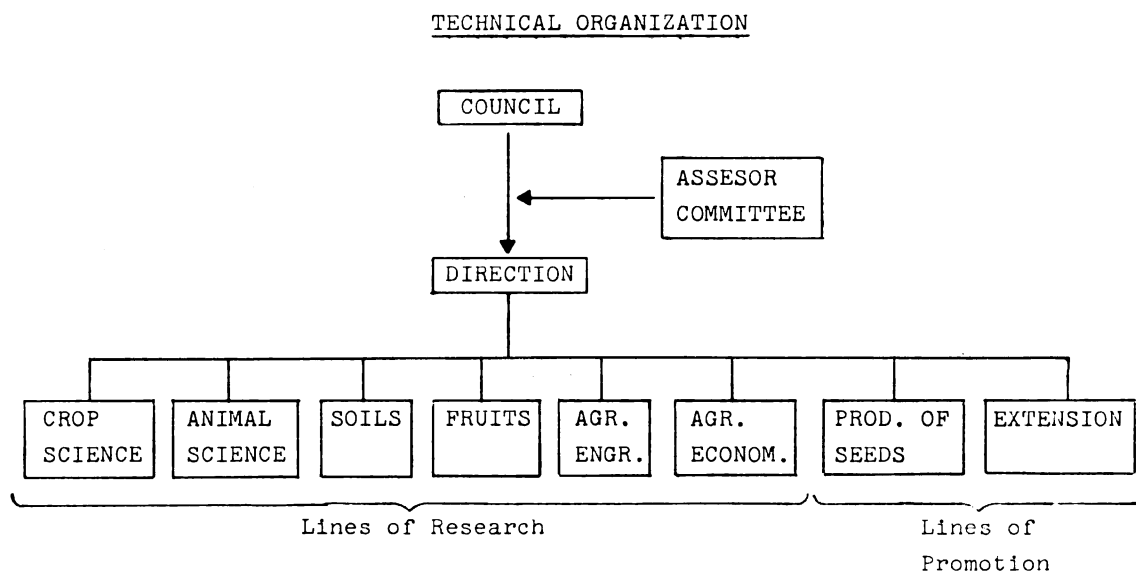 TECHNICAL ORGANIZATION
COUNCIL
ASSESOR
COMMITTEE
DIRECTION
CROP
SCIENCE
ANIMAL
SCIENCE
SOILS
FRUITS
AGR.
ENGR.
AGR.
ECONOM.
PROD. OF
SEEDS
EXTENSION
Lines of Research
Lines of
Promotion